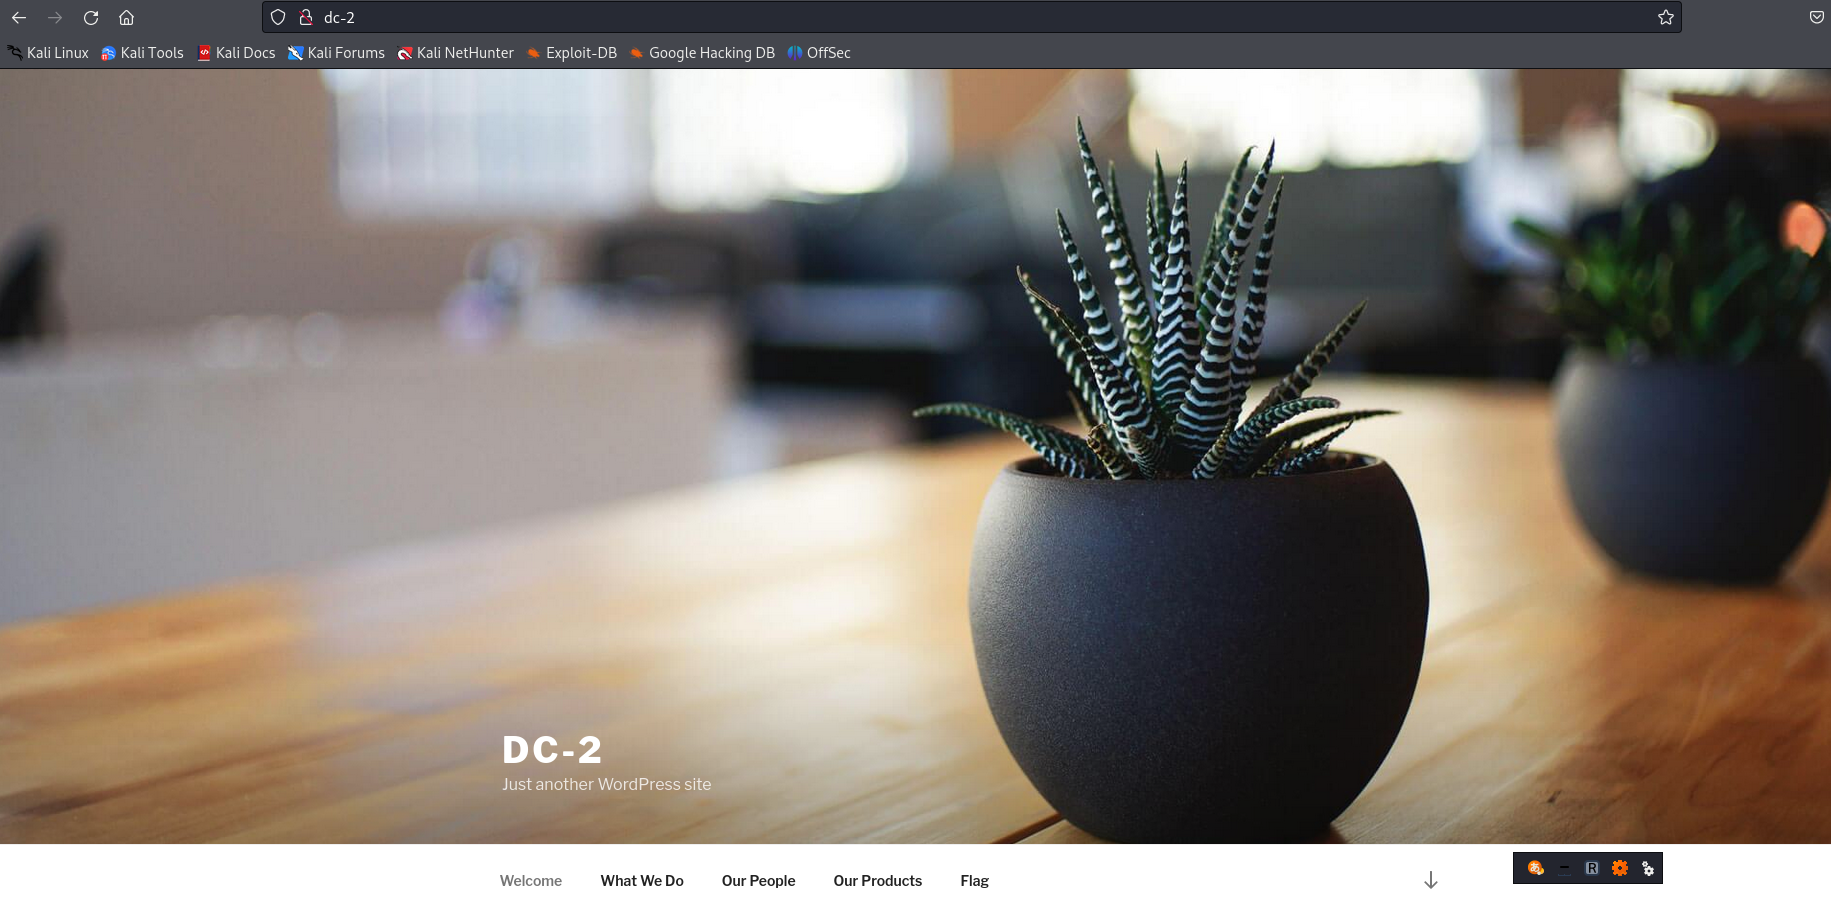 dc-2
Kali Linux Kali Tools Kali Docs Kali Forums Kali NetHunter Exploit-DB Google Hacking DB OffSec
DC-2
Just another WordPress site
Welcome What We Do Our People Our Products Flag